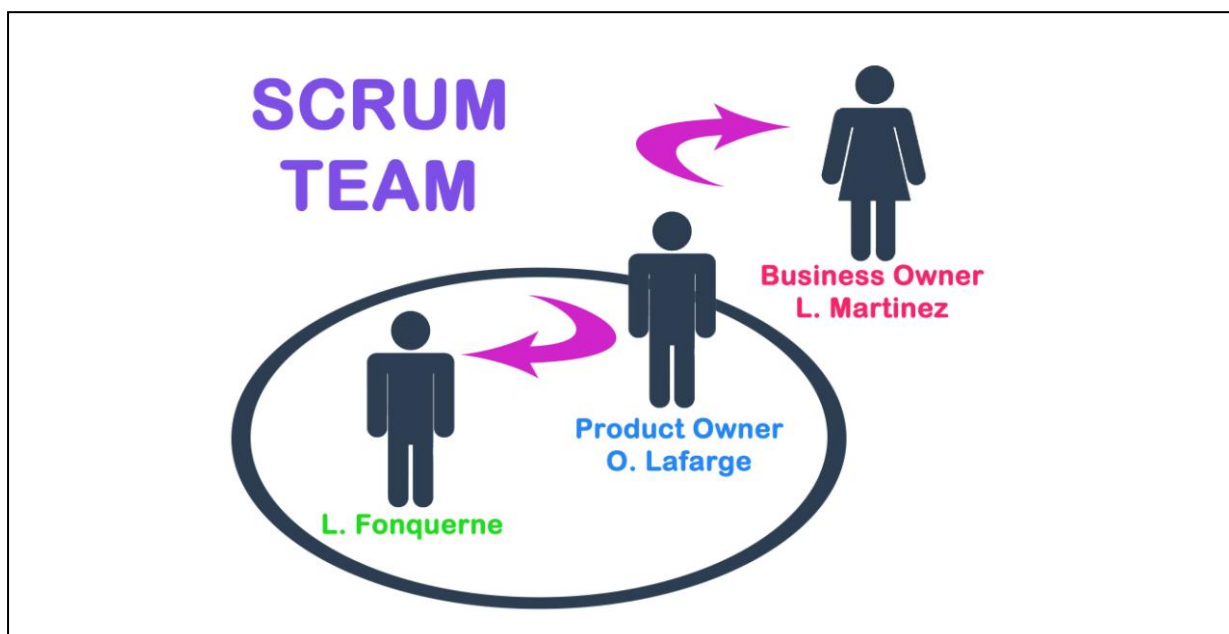 SCRUM
TEAM
Business Owner
L. Martinez
Product Owner
O. Lafarge
L. Fonquerne